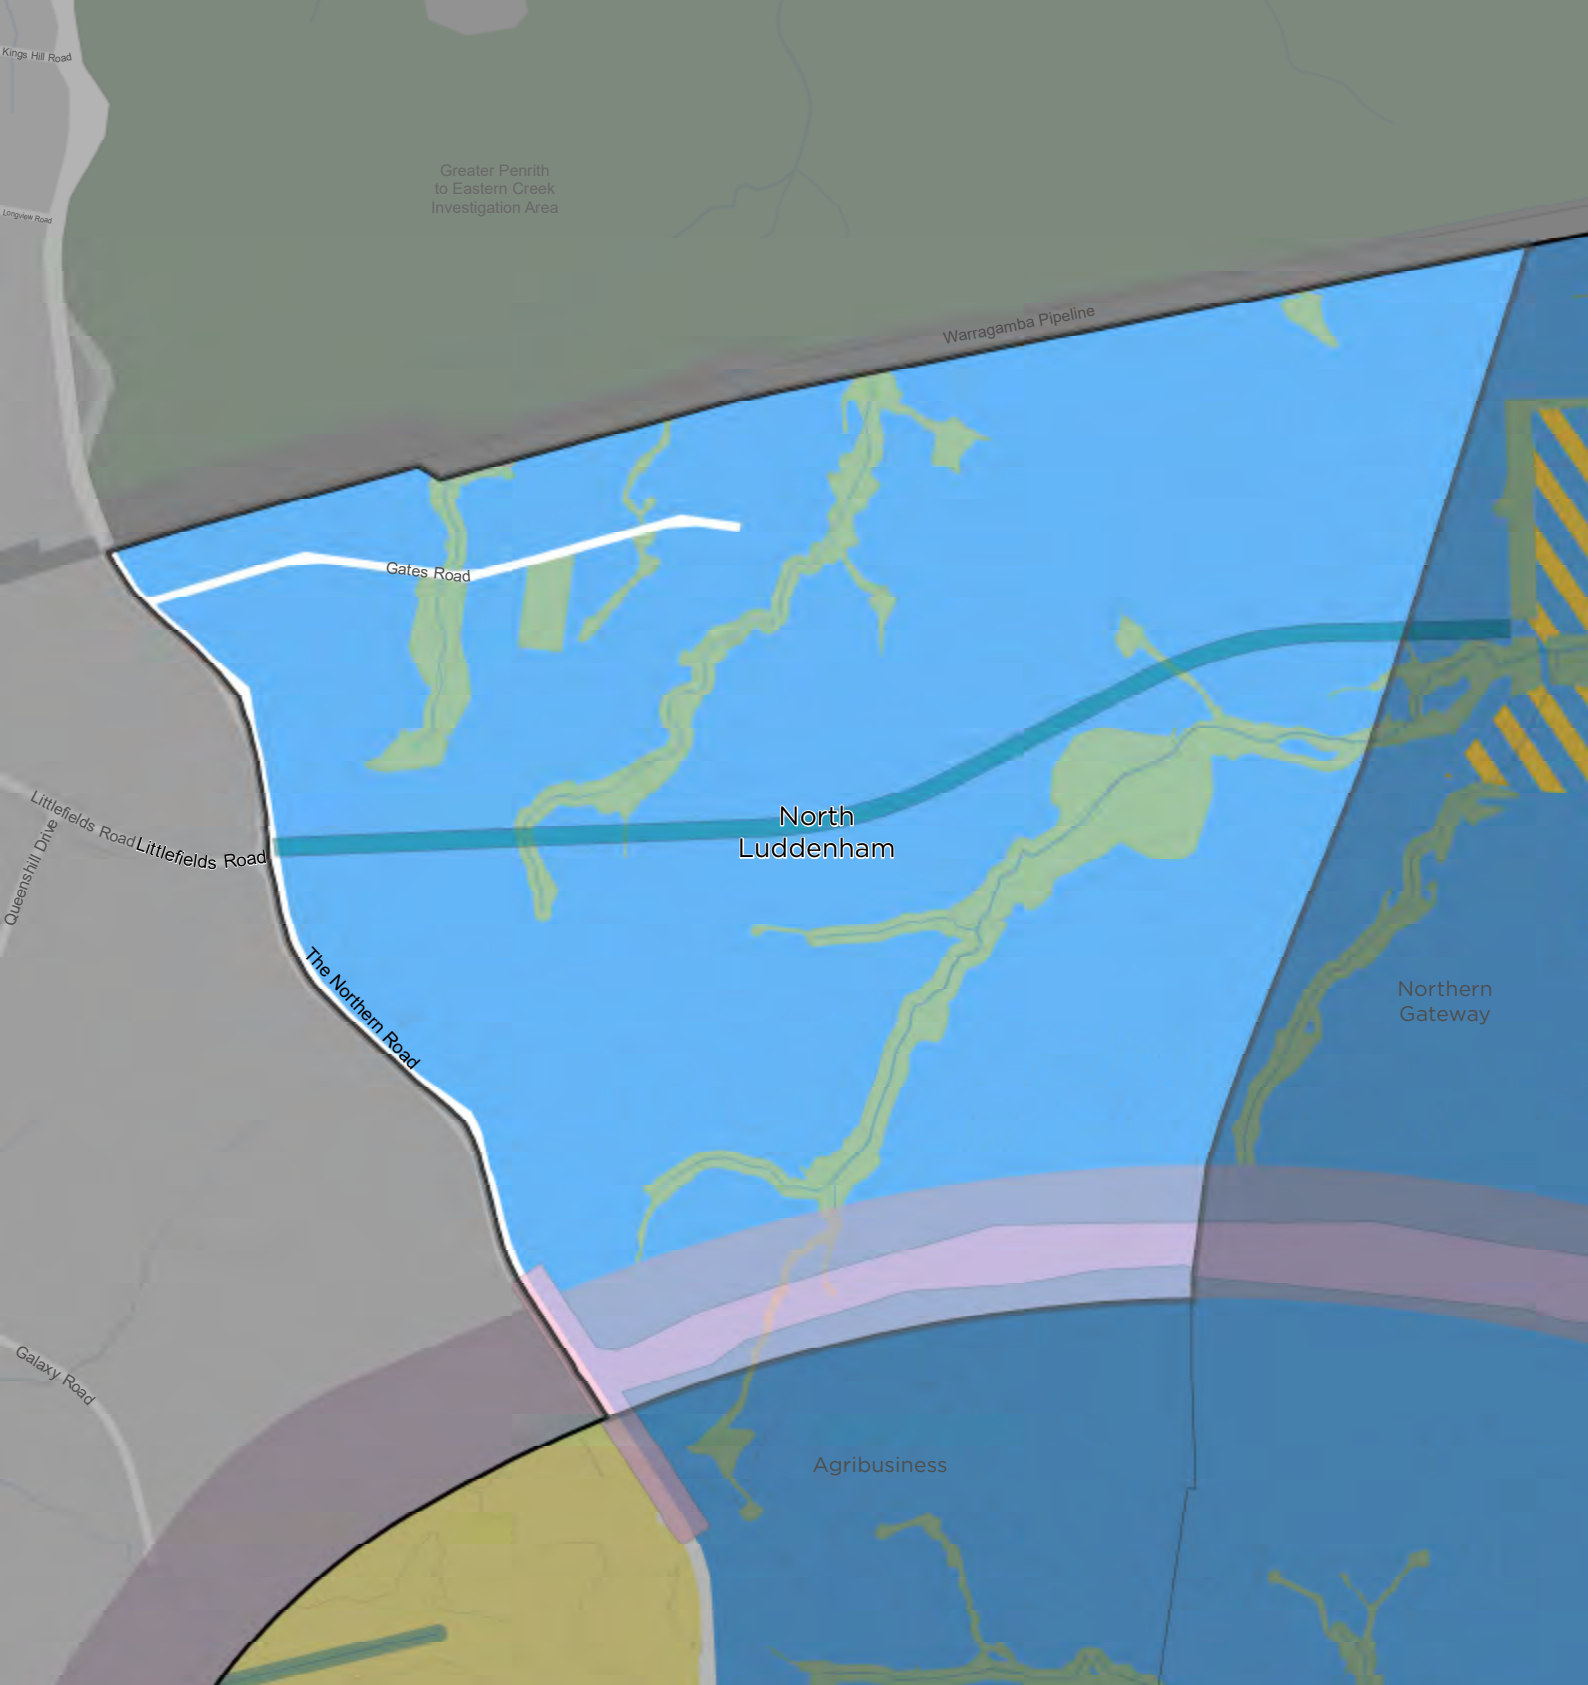 Kings Hill Road
Greater Penrith
to Eastern Creek
Investigation Area
Longview Road
Warragamba Pipeline
Gates Road
Littlefields Road
Littlefields Road
Queenshill Drive
North
Luddenham
The Northern Road
Northern
Gateway
Galaxy Road
Agribusiness